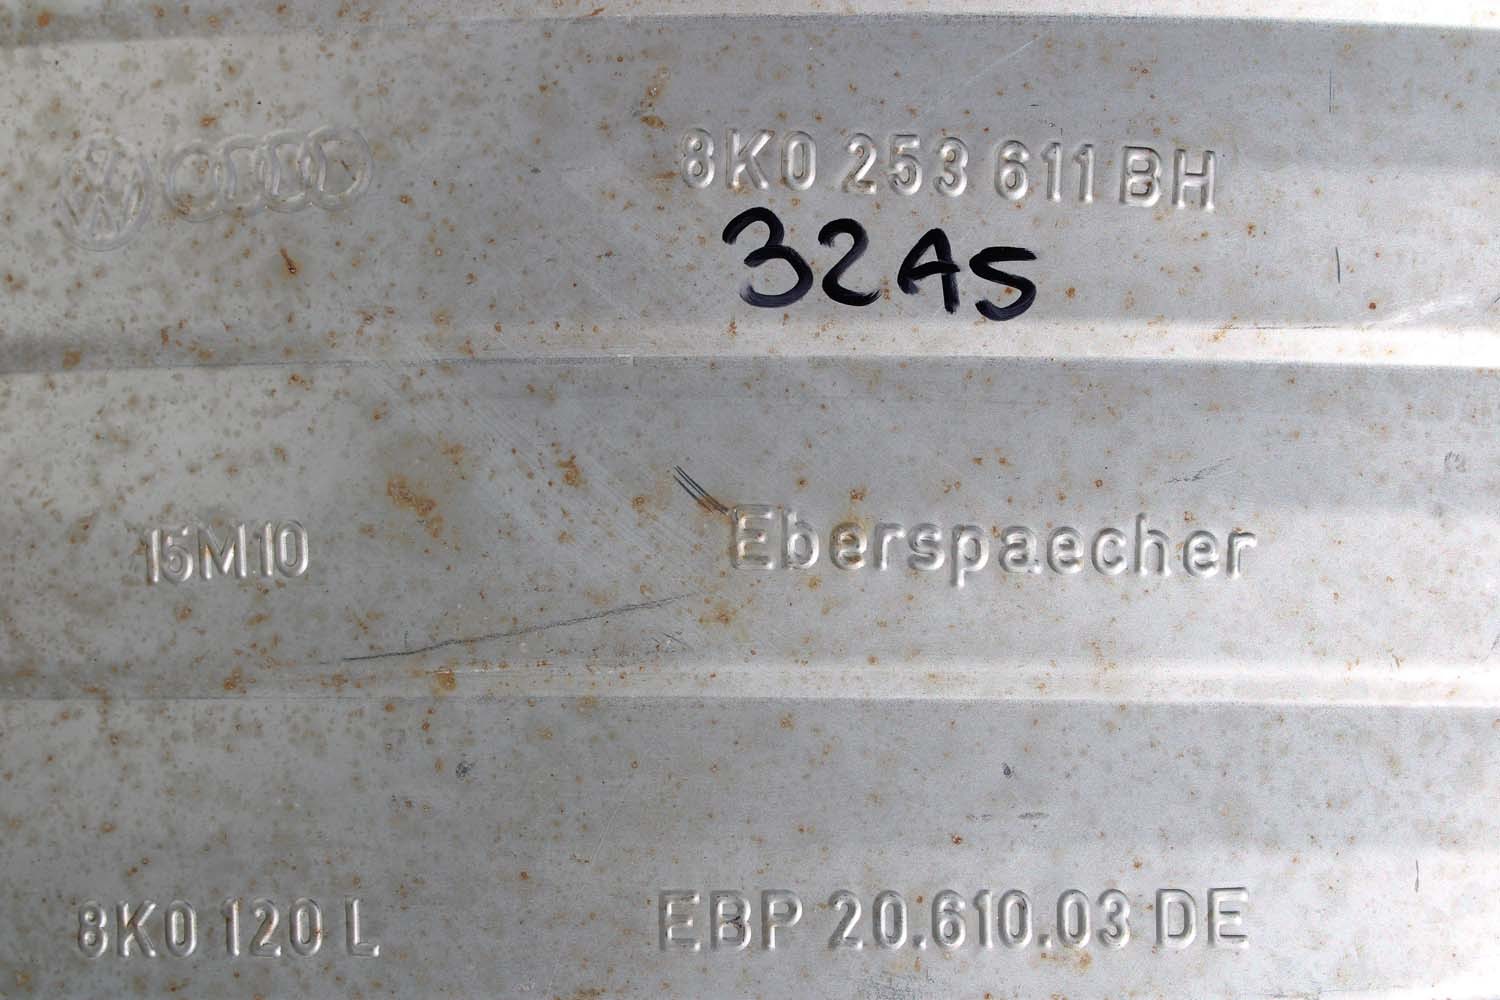 8K0 253 611 BH
32A5
15M10
Eberspaecher
8K0 120 L
EBP 20.610.03 DE